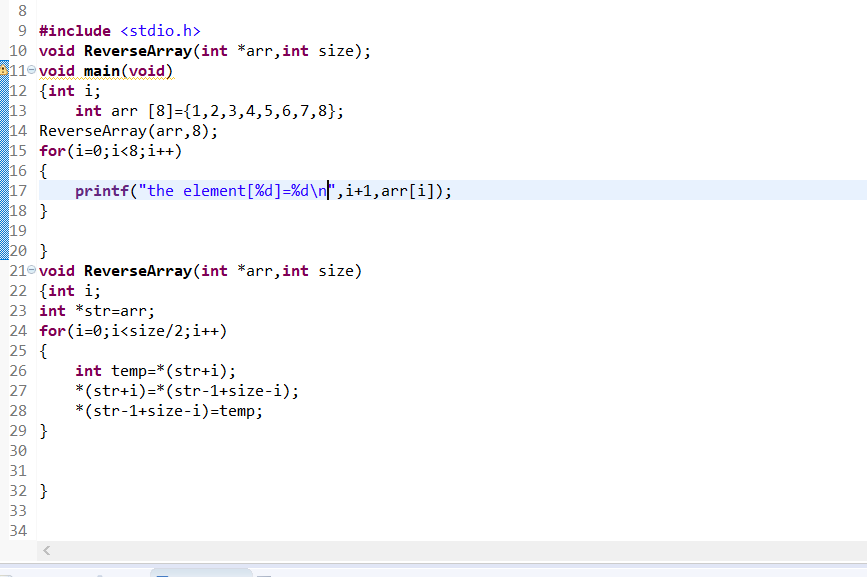 8
9 #include <stdio.h>
10 void ReverseArray(int *arr,int size);
11 void main(void)
12 {int i;
13     int arr [8]={1,2,3,4,5,6,7,8};
14 ReverseArray(arr,8);
15 for(i=0;i<8;i++)
16 {
17     printf("the element[%d]=%d\n",i+1,arr[i]);
18 }
19
20 }
21 void ReverseArray(int *arr,int size)
22 {int i;
23 int *str=arr;
24 for(i=0;i<size/2;i++)
25 {
26     int temp=*(str+i);
27     *(str+i)=*(str-1+size-i);
28     *(str-1+size-i)=temp;
29 }
30
31
32 }
33
34